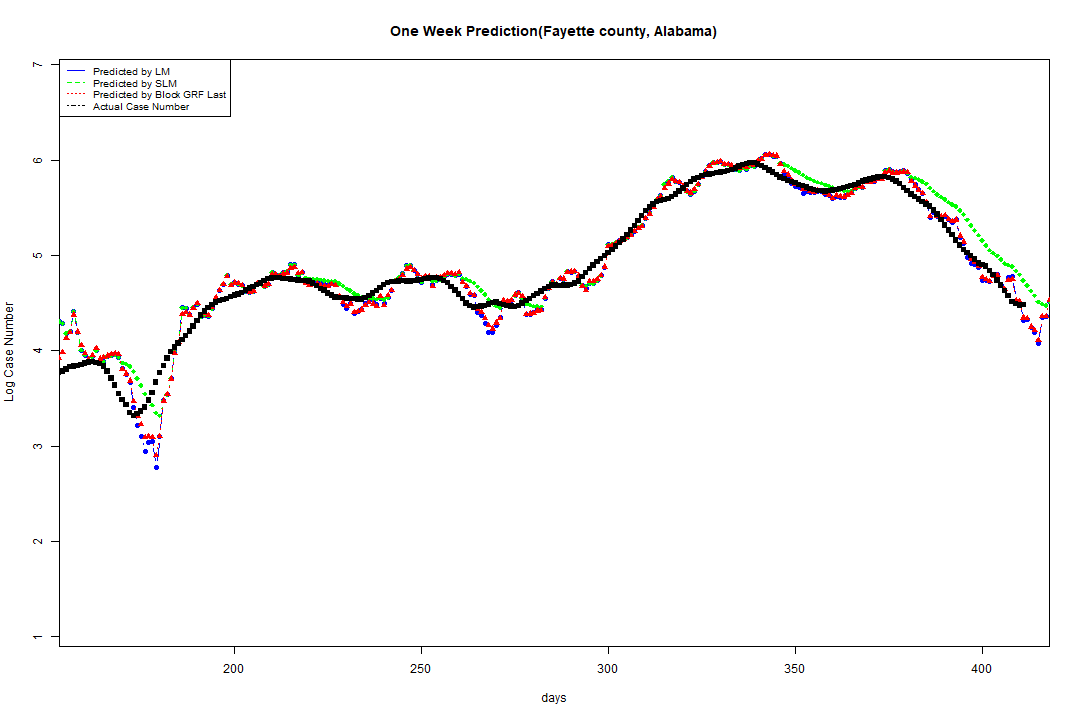 One Week Prediction(Fayette county, Alabama)
Predicted by LM
Predicted by SLM
Predicted by Block GRF Last
Actual Case Number
7
6
5
4
3
2
1
Log Case Number
200 250 300 350 400
days